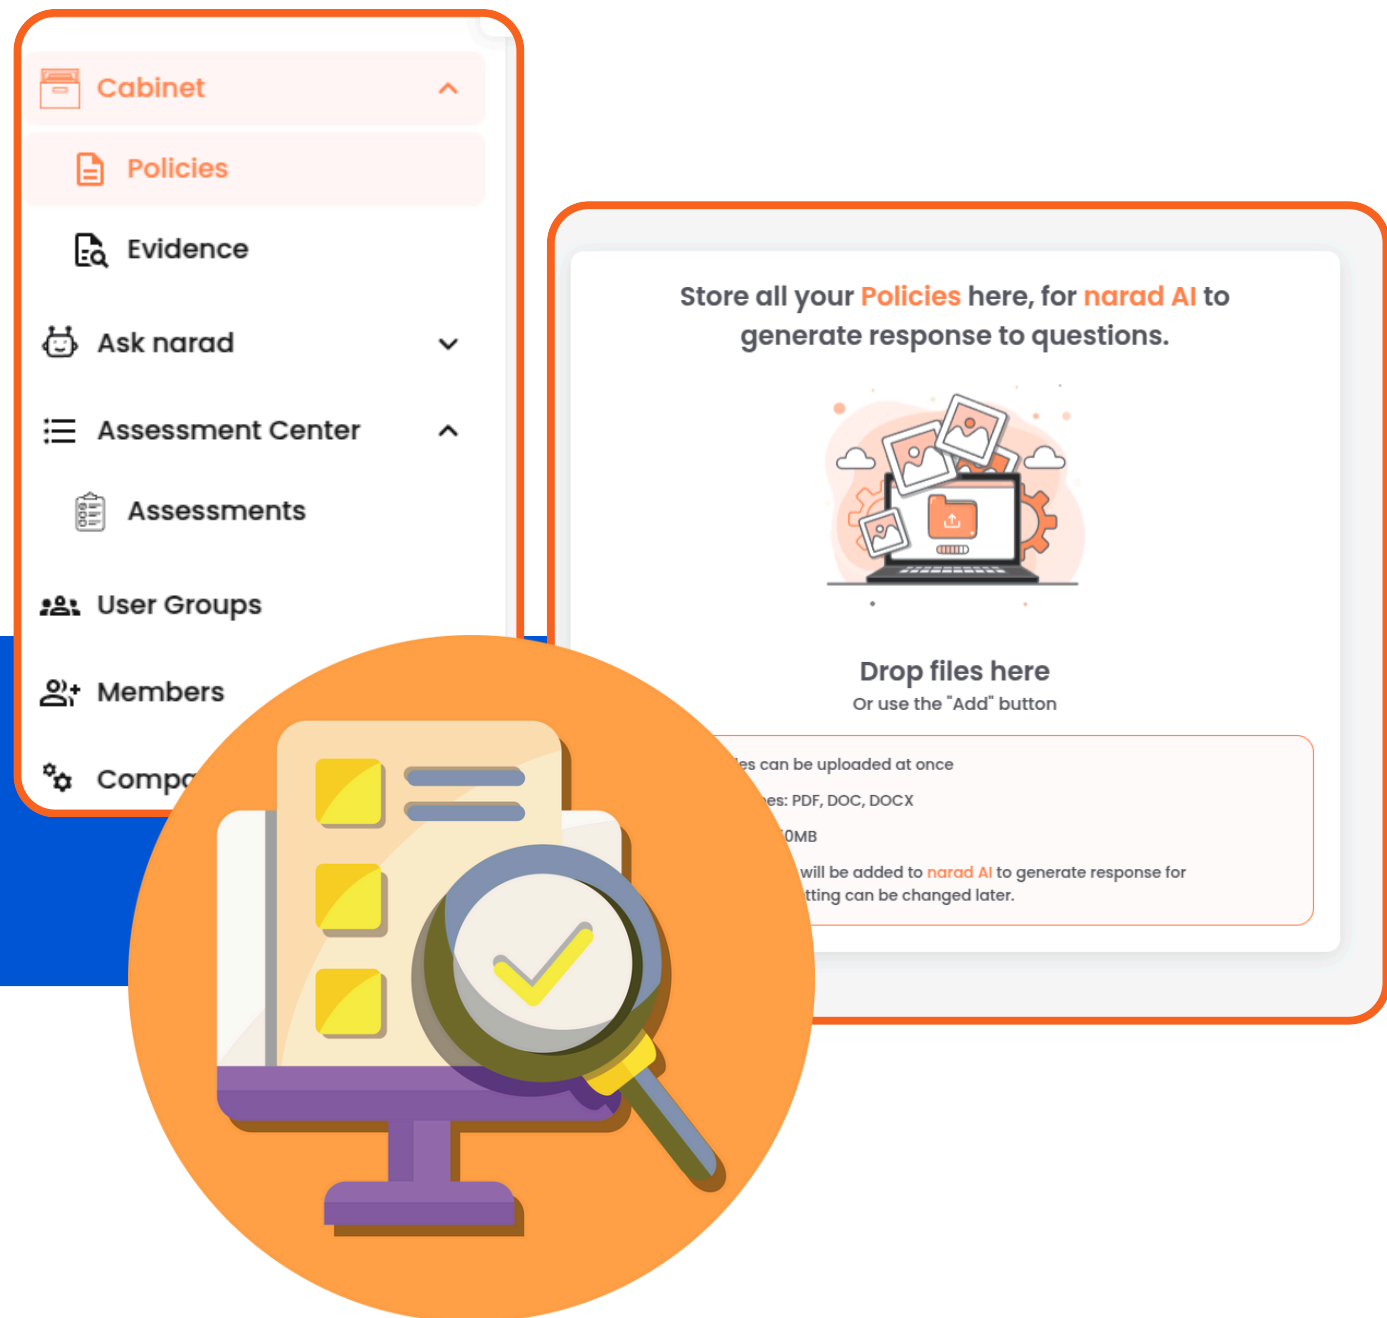 Cabinet
Policies
Evidence
Ask narad
Assessment Center
Assessments
User Groups
Members
Store all your Policies here, for narad AI to
generate response to questions.
Drop files here
Or use the "Add" button
can be uploaded at once
PDF, DOC, DOCX
will be added to narad AI to generate response for
can be changed later.